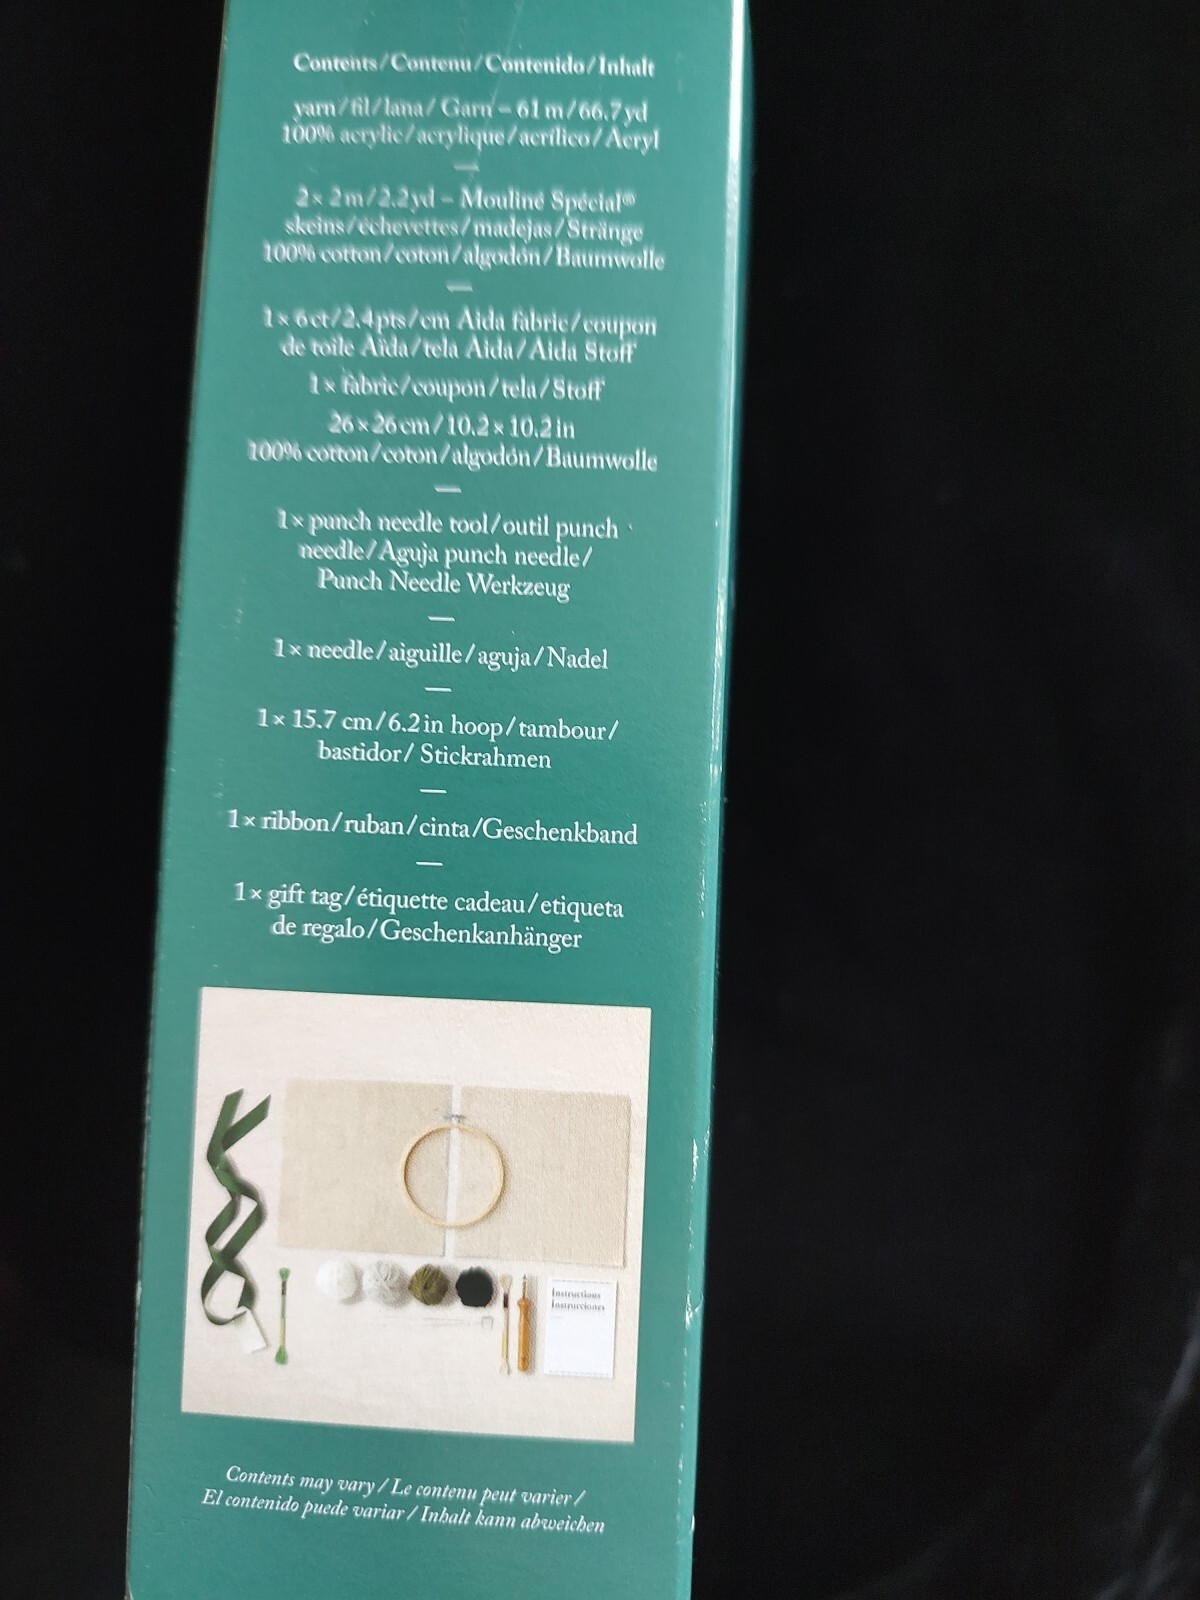 Contents/Contenu/Contenido/Inhalt
yarn/fil/lana/ Garn – 61 m/66.7 yd
100% acrylic/acrylique/acrílico/Acryl
—
2 × 2 m/2.2 yd – Mouliné Spécial®
skeins/échevettes/madejas/Stränge
100% cotton/coton/algodón/Baumwolle
—
1 × 6 ct/2.4 pts/cm Aida fabric/coupon
de toile Aïda/tela Aida/Aida Stoff
1 × fabric/coupon/tela/Stoff
26 × 26 cm/10.2 × 10.2 in
100% cotton/coton/algodón/Baumwolle
—
1 × punch needle tool/outil punch
needle/Aguja punch needle/
Punch Needle Werkzeug
—
1 × needle/aiguille/aguja/Nadel
—
1 × 15.7 cm/6.2 in hoop/tambour/
bastidor/ Stickrahmen
—
1 × ribbon/ruban/cinta/Geschenkband
—
1 × gift tag/étiquette cadeau/etiqueta
de regalo/Geschenkanhänger
Instructions
Instrucciones
Contents may vary / Le contenu peut varier /
El contenido puede variar / Inhalt kann abweichen